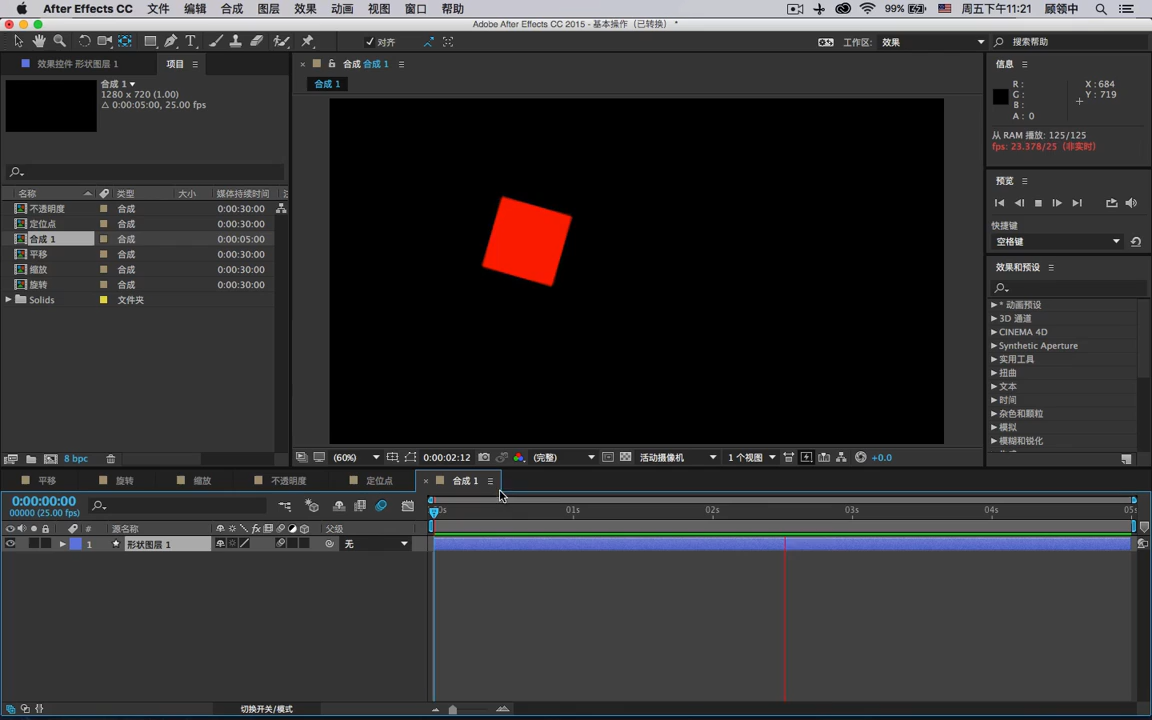 After Effects CC 文件 编辑 合成 图层 效果 动画 视图 窗口 帮助 99% 周五下午11:21 顾领中
Adobe After Effects CC 2015 - 基本操作（已转换） *
对齐 工作区: 效果 搜索帮助
效果控件 形状图层 1 项目
合成 合成 1
信息
合成 1
1280 x 720 (1.00)
△ 0:00:05:00, 25.00 fps
合成 1
R :
G :
B :
A : 0
X : 684
Y : 719
从 RAM 播放: 125/125
fps: 23.378/25 (非实时)
预览
快捷键
空格键
名称 类型 大小 媒体持续时间
不透明度 合成 0:00:30:00
定位点 合成 0:00:30:00
合成 1 合成 0:00:05:00
平移 合成 0:00:30:00
缩放 合成 0:00:30:00
旋转 合成 0:00:30:00
Solids 文件夹
效果和预设
* 动画预设
3D 通道
CINEMA 4D
Synthetic Aperture
实用工具
扭曲
文本
时间
杂色和颗粒
模拟
模糊和锐化
8 bpc
(60%) 0:00:02:12 (完整) 活动摄像机 1 个视图 +0.0
平移 旋转 缩放 不透明度 定位点 合成 1
0:00:00:00
00000 (25.00 fps)
01s 02s 03s 04s 05s
# 源名称 父级
1 形状图层 1 无
切换开关/模式